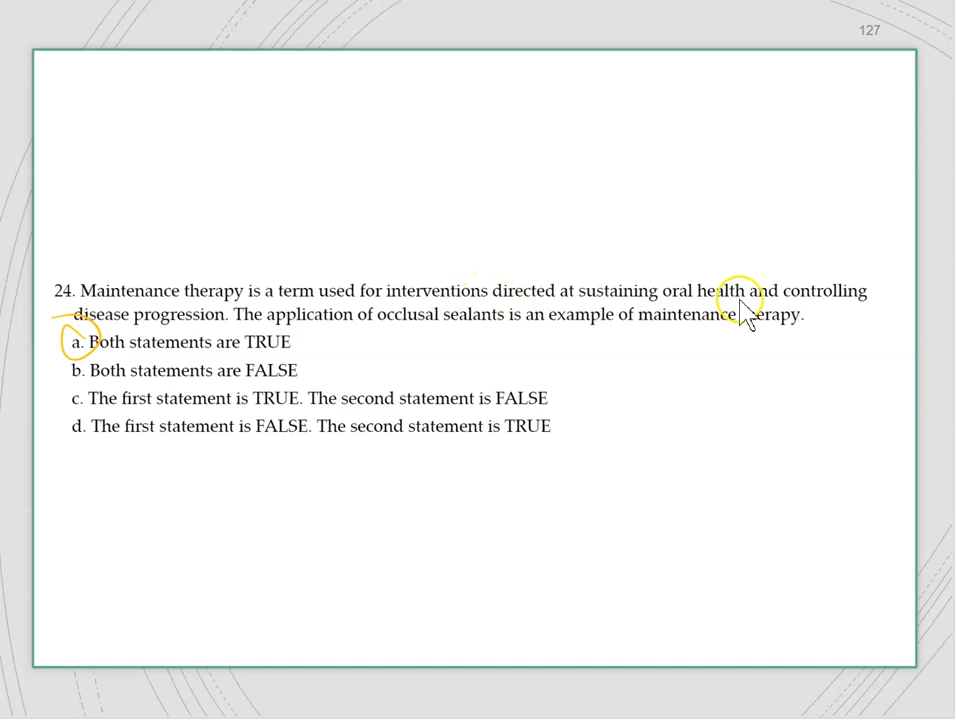 127
24. Maintenance therapy is a term used for interventions directed at sustaining oral health and controlling
disease progression. The application of occlusal sealants is an example of maintenance therapy.
a. Both statements are TRUE
b. Both statements are FALSE
c. The first statement is TRUE. The second statement is FALSE
d. The first statement is FALSE. The second statement is TRUE